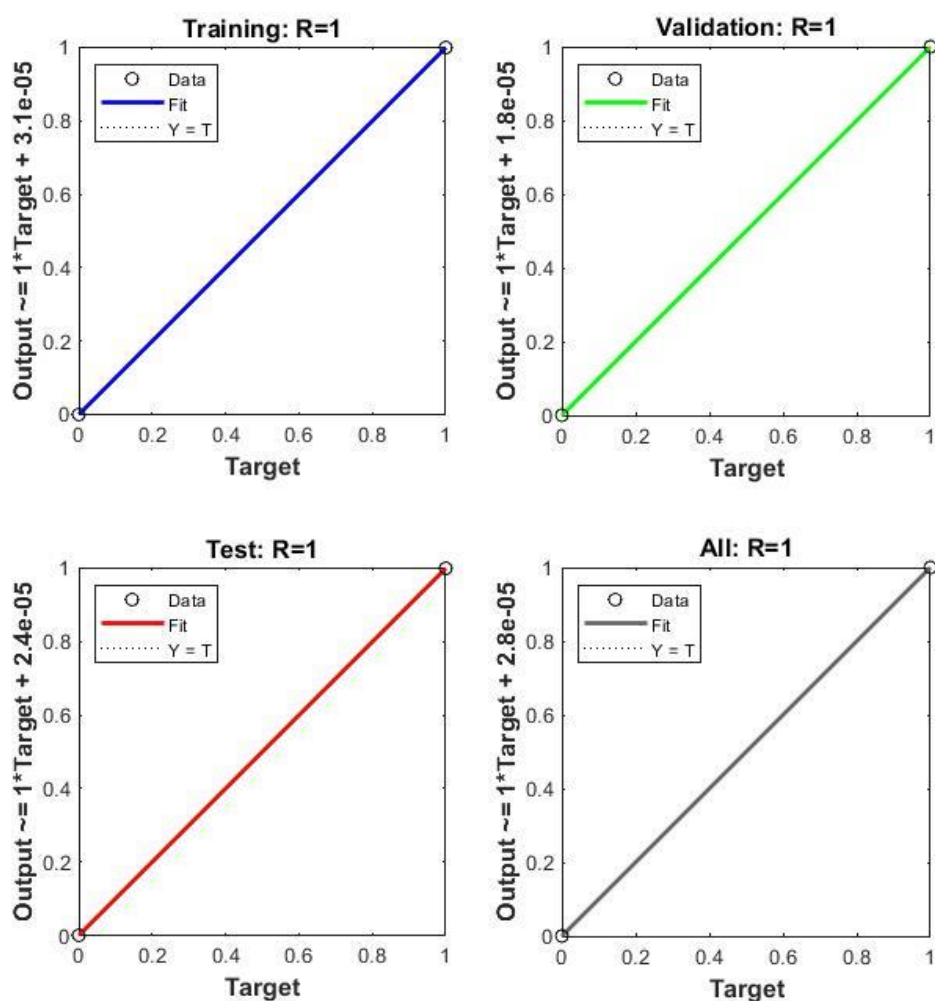 Training: R=1
Output ~= 1*Target + 3.1e-05
1
0.8
0.6
0.4
0.2
0
Data
Fit
Y = T
0 0.2 0.4 0.6 0.8 1
Target
Validation: R=1
Output ~= 1*Target + 1.8e-05
1
0.8
0.6
0.4
0.2
0
Data
Fit
Y = T
0 0.2 0.4 0.6 0.8 1
Target
Test: R=1
Output ~= 1*Target + 2.4e-05
1
0.8
0.6
0.4
0.2
0
Data
Fit
Y = T
0 0.2 0.4 0.6 0.8 1
Target
All: R=1
Output ~= 1*Target + 2.8e-05
1
0.8
0.6
0.4
0.2
0
Data
Fit
Y = T
0 0.2 0.4 0.6 0.8 1
Target